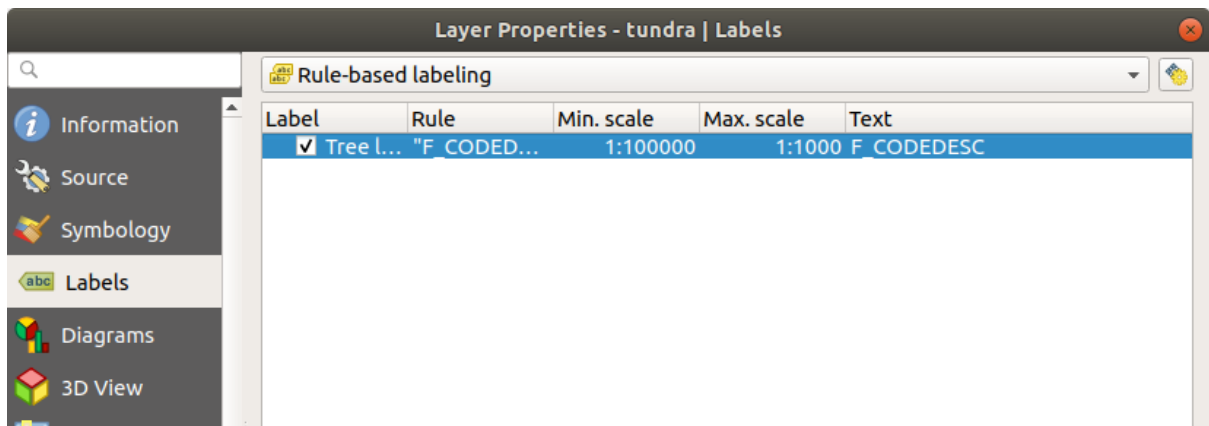 Layer Properties - tundra | Labels
Rule-based labeling
Information
Source
Symbology
Labels
Diagrams
3D View
Label Rule Min. scale Max. scale Text
Tree l... "F_CODED... 1:100000 1:1000 F_CODEDESC